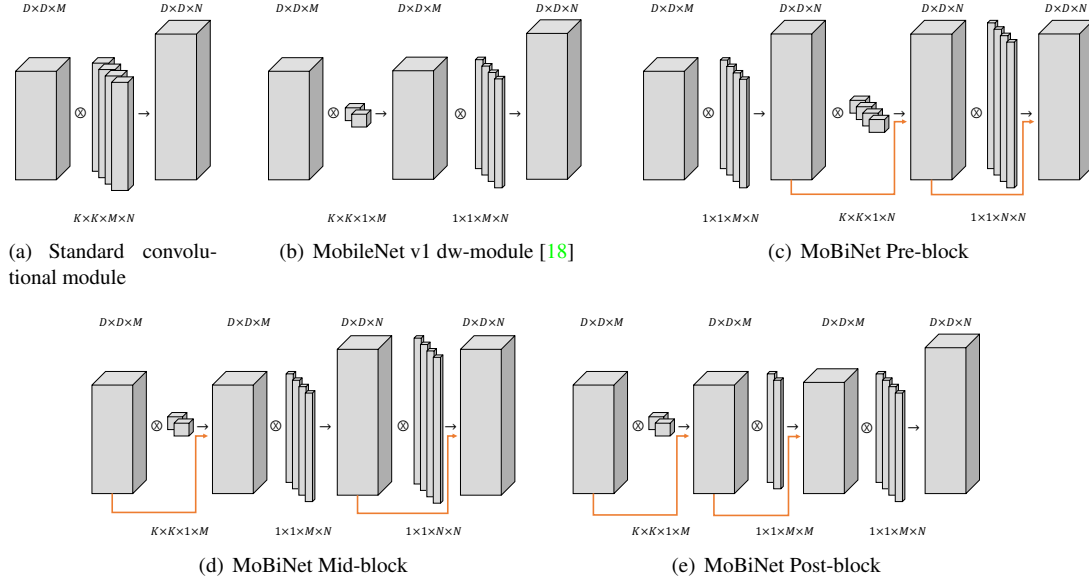 D×D×M D×D×N
K×K×M×N
(a) Standard convolu-
tional module
D×D×M D×D×M D×D×N
⊗ → ⊗ →
K×K×1×M 1×1×M×N
(b) MobileNet v1 dw-module [18]
D×D×M D×D×N D×D×N D×D×N
1×1×M×N K×K×1×N 1×1×N×N
(c) MoBiNet Pre-block
D×D×M D×D×M D×D×N D×D×N
K×K×1×M 1×1×M×N 1×1×N×N
(d) MoBiNet Mid-block
D×D×M D×D×M D×D×M D×D×N
K×K×1×M 1×1×M×M 1×1×M×N
(e) MoBiNet Post-block